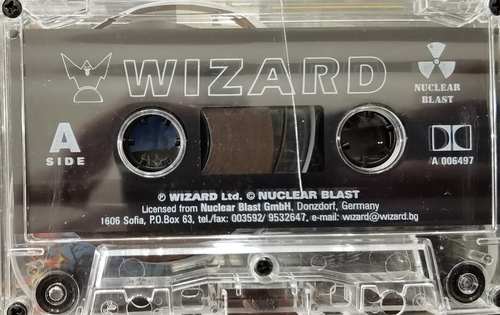 WIZARD
NUCLEAR
BLAST
A
SIDE
/A 006497
℗ WIZARD Ltd. © NUCLEAR BLAST
Licensed from Nuclear Blast GmbH, Donzdorf, Germany
1606 Sofia, P.O.Box 63, tel./fax: 003592/ 9532647, e-mail: wizard@wizard.bg